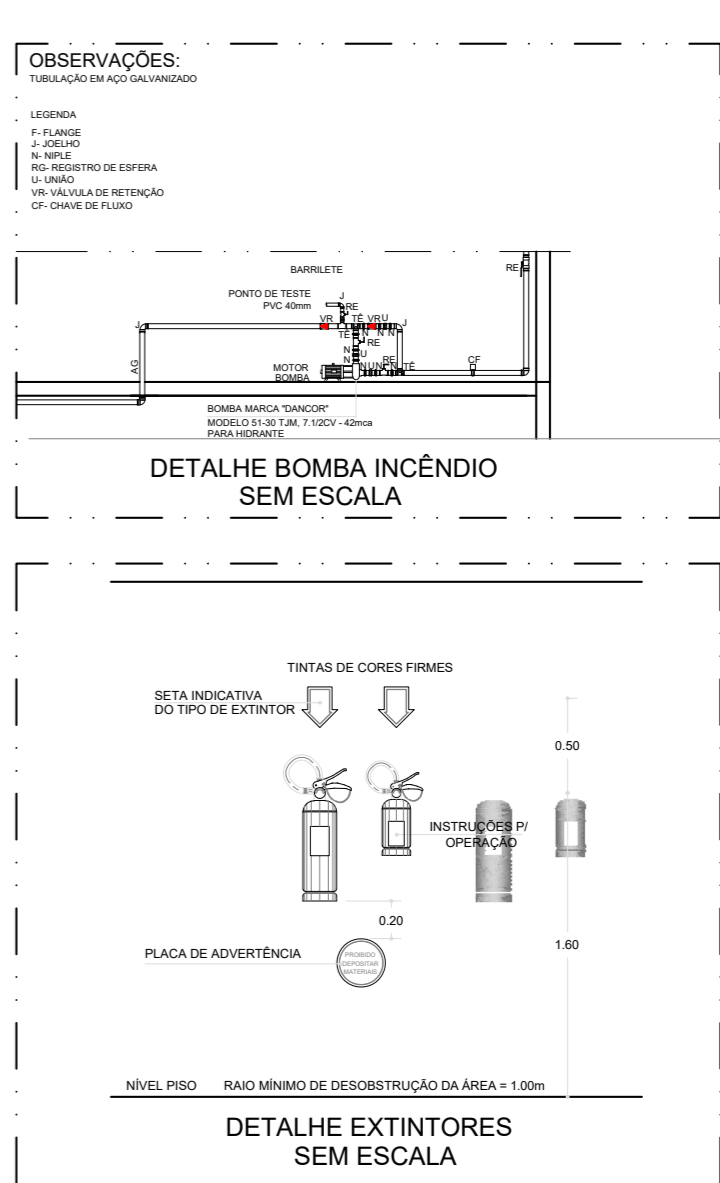 OBSERVAÇÕES:
TUBULAÇÃO EM AÇO GALVANIZADO
LEGENDA
F- FLANGE
J- JOELHO
N- NIPLE
RG- REGISTRO DE ESFERA
U- UNIÃO
VR- VÁLVULA DE RETENÇÃO
CF- CHAVE DE FLUXO
BARRILETE
RE
PONTO DE TESTE
PVC 40mm
J
RE
VR
TÊ
VR
U
J
J
TÊ
N
N
N
RE
N
U
N
AG
MOTOR
BOMBA
RE
N
U
N
N
TÊ
CF
BOMBA MARCA "DANCOR"
MODELO 51-30 TJM, 7.1/2CV - 42mca
PARA HIDRANTE
DETALHE BOMBA INCÊNDIO
SEM ESCALA
TINTAS DE CORES FIRMES
SETA INDICATIVA
DO TIPO DE EXTINTOR
0.50
INSTRUÇÕES P/
OPERAÇÃO
0.20
1.60
PLACA DE ADVERTÊNCIA
PROIBIDO
DEPOSITAR
MATERIAIS
NÍVEL PISO RAIO MÍNIMO DE DESOBSTRUÇÃO DA ÁREA = 1.00m
DETALHE EXTINTORES
SEM ESCALA